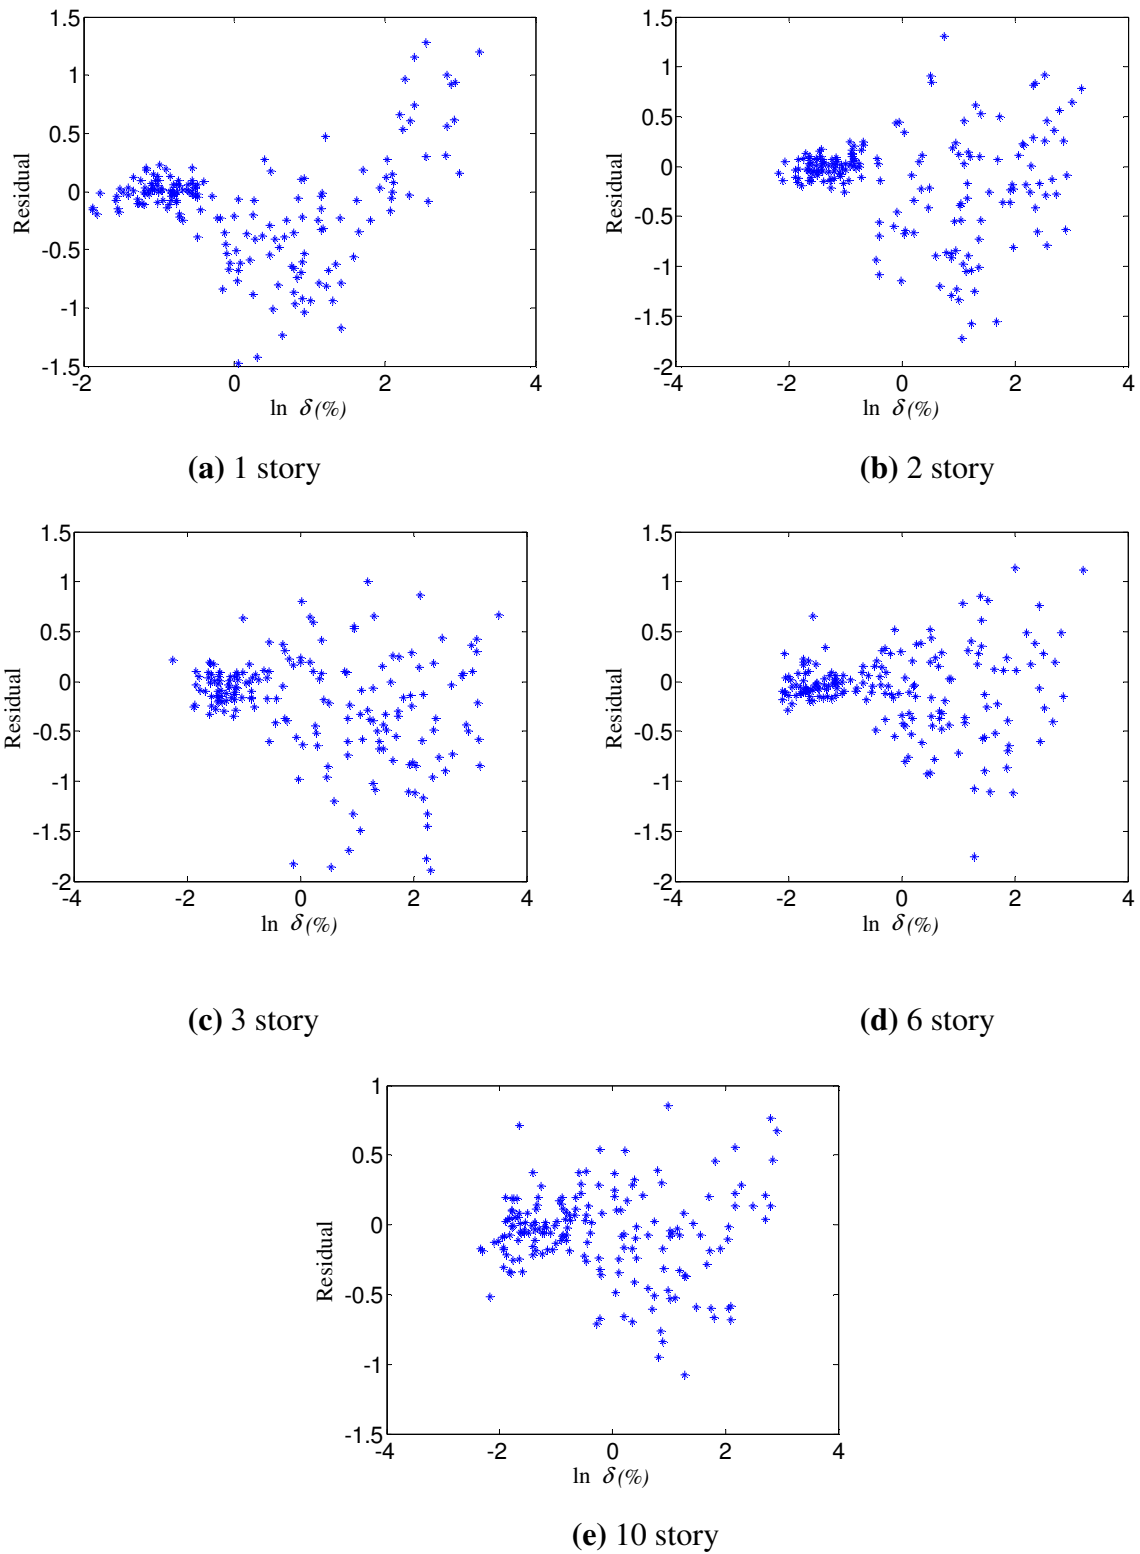 1.5
1
0.5
0
-0.5
-1
-1.5
Residual
-2 0 2 4
ln δ(%)
(a) 1 story
1.5
1
0.5
0
-0.5
-1
-1.5
-2
Residual
-4 -2 0 2 4
ln δ(%)
(b) 2 story
1.5
1
0.5
0
-0.5
-1
-1.5
-2
Residual
-4 -2 0 2 4
ln δ(%)
(c) 3 story
1.5
1
0.5
0
-0.5
-1
-1.5
-2
Residual
-4 -2 0 2 4
ln δ(%)
(d) 6 story
1
0.5
0
-0.5
-1
-1.5
Residual
-4 -2 0 2 4
ln δ(%)
(e) 10 story